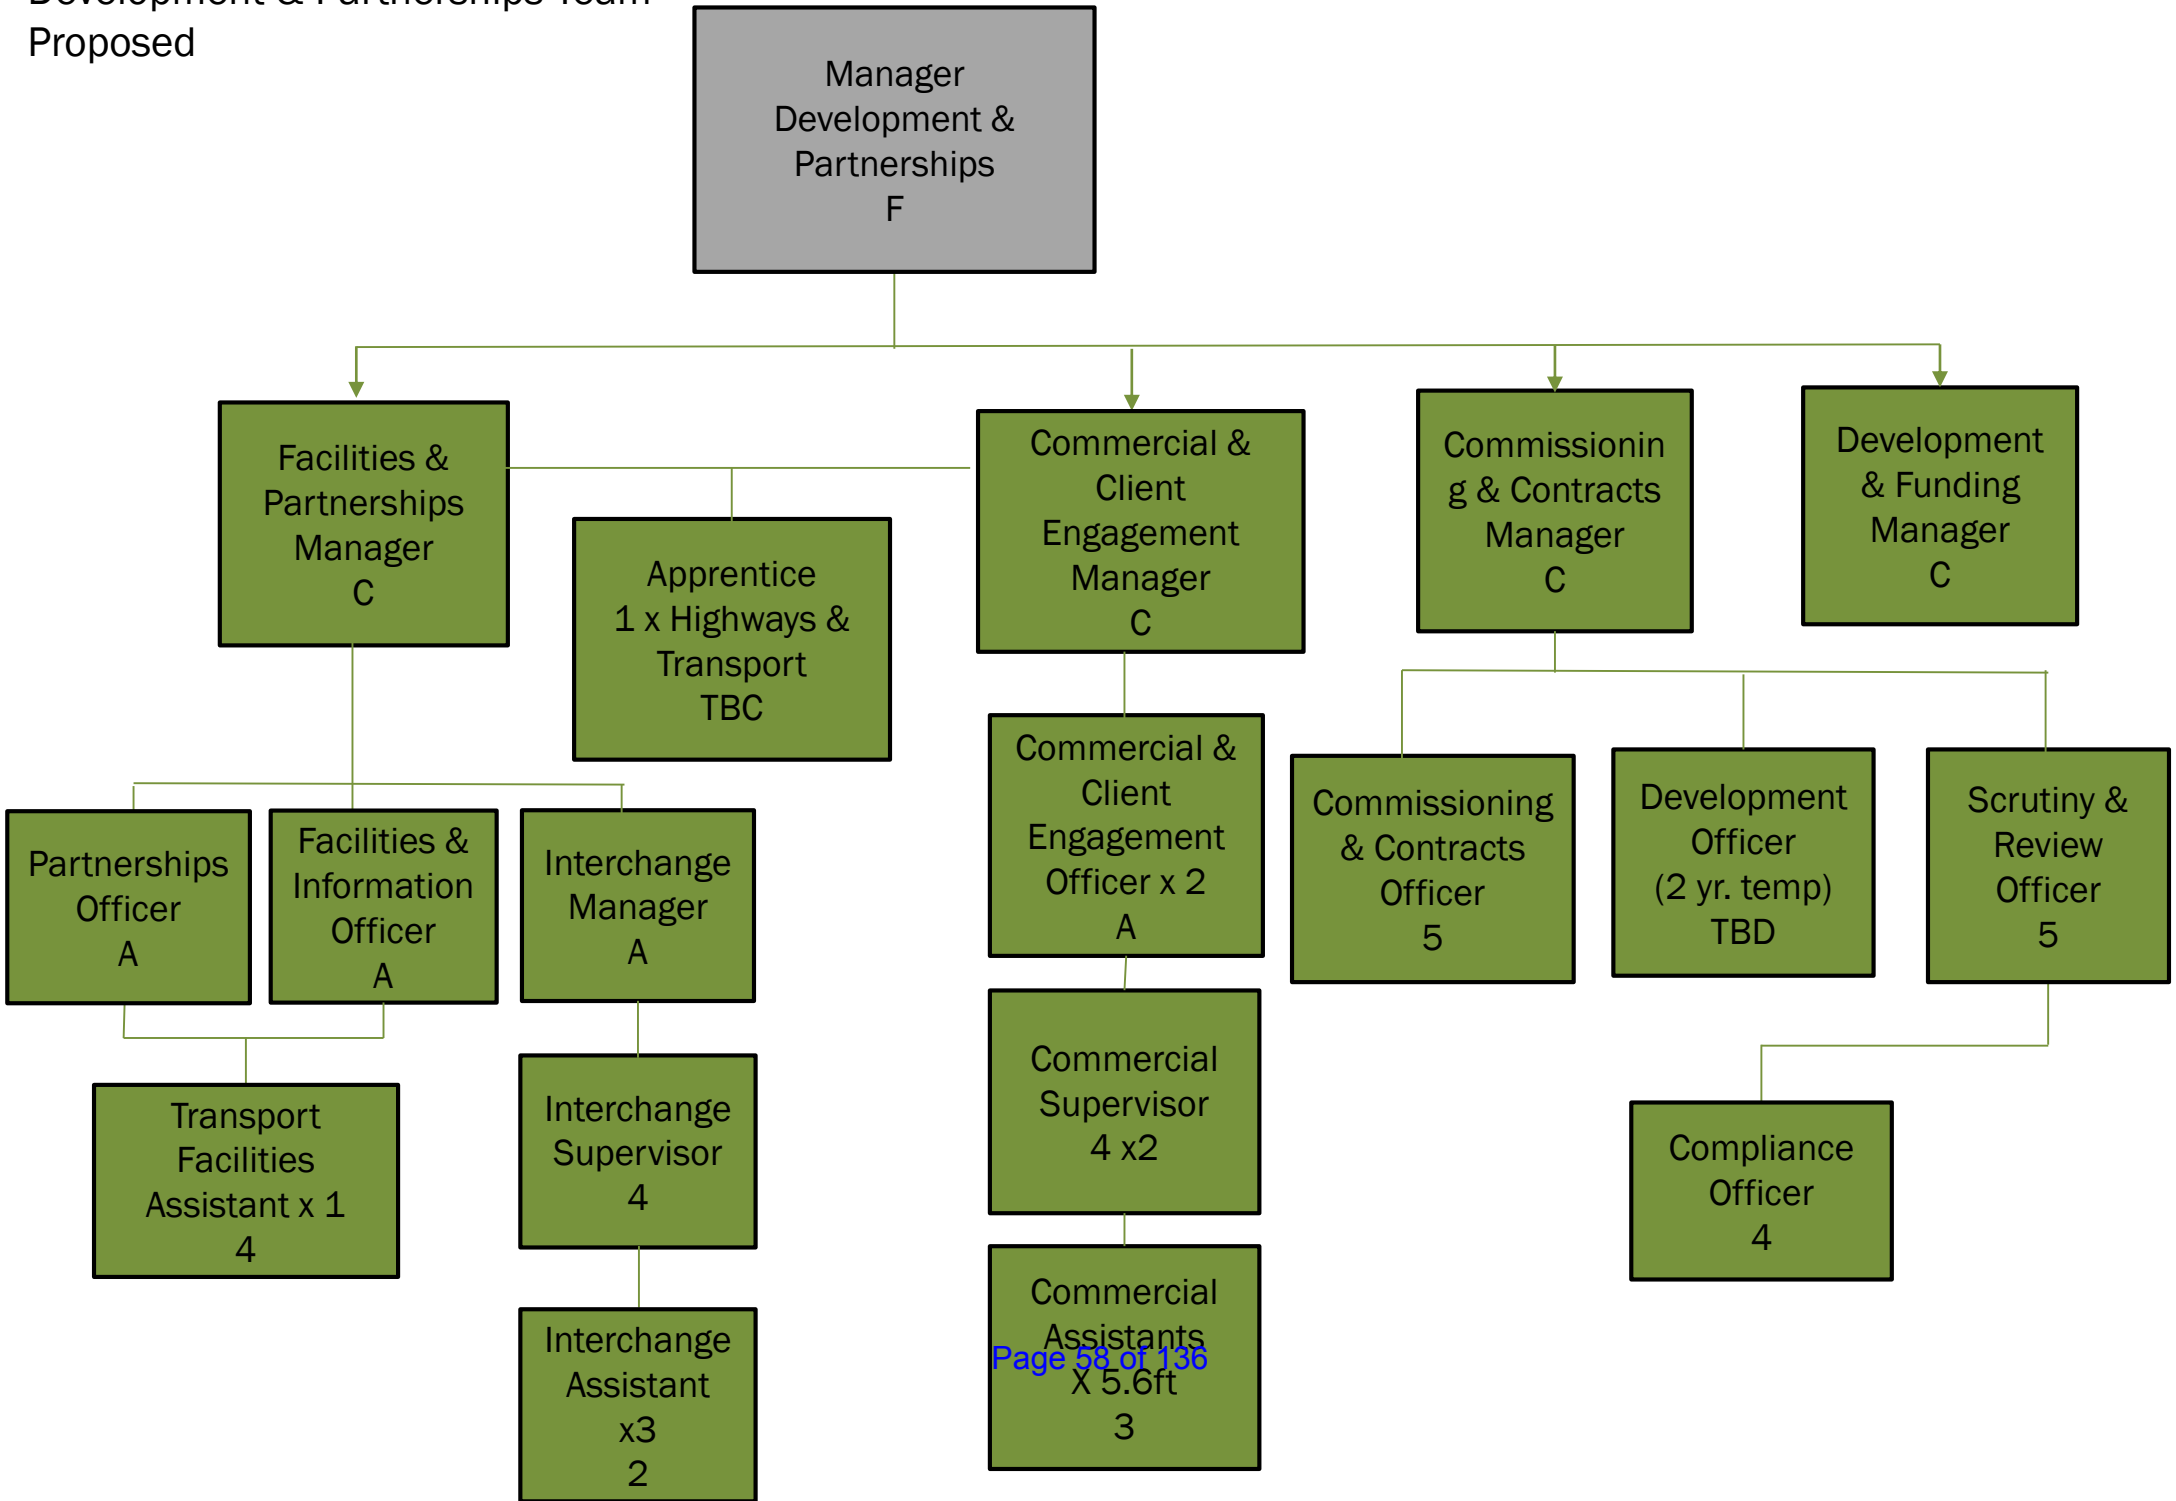 Development & Partnerships Team
Proposed
Manager
Development &
Partnerships
F
Facilities &
Partnerships
Manager
C
Apprentice
1 x Highways &
Transport
TBC
Commercial &
Client
Engagement
Manager
C
Commissionin
g & Contracts
Manager
C
Development
& Funding
Manager
C
Partnerships
Officer
A
Facilities &
Information
Officer
A
Interchange
Manager
A
Commercial &
Client
Engagement
Officer x 2
A
Commissioning
& Contracts
Officer
5
Development
Officer
(2 yr. temp)
TBD
Scrutiny &
Review
Officer
5
Transport
Facilities
Assistant x 1
4
Interchange
Supervisor
4
Commercial
Supervisor
4 x2
Compliance
Officer
4
Interchange
Assistant
x3
2
Commercial
Assistants
X 5.6ft
3
Page 58 of 136